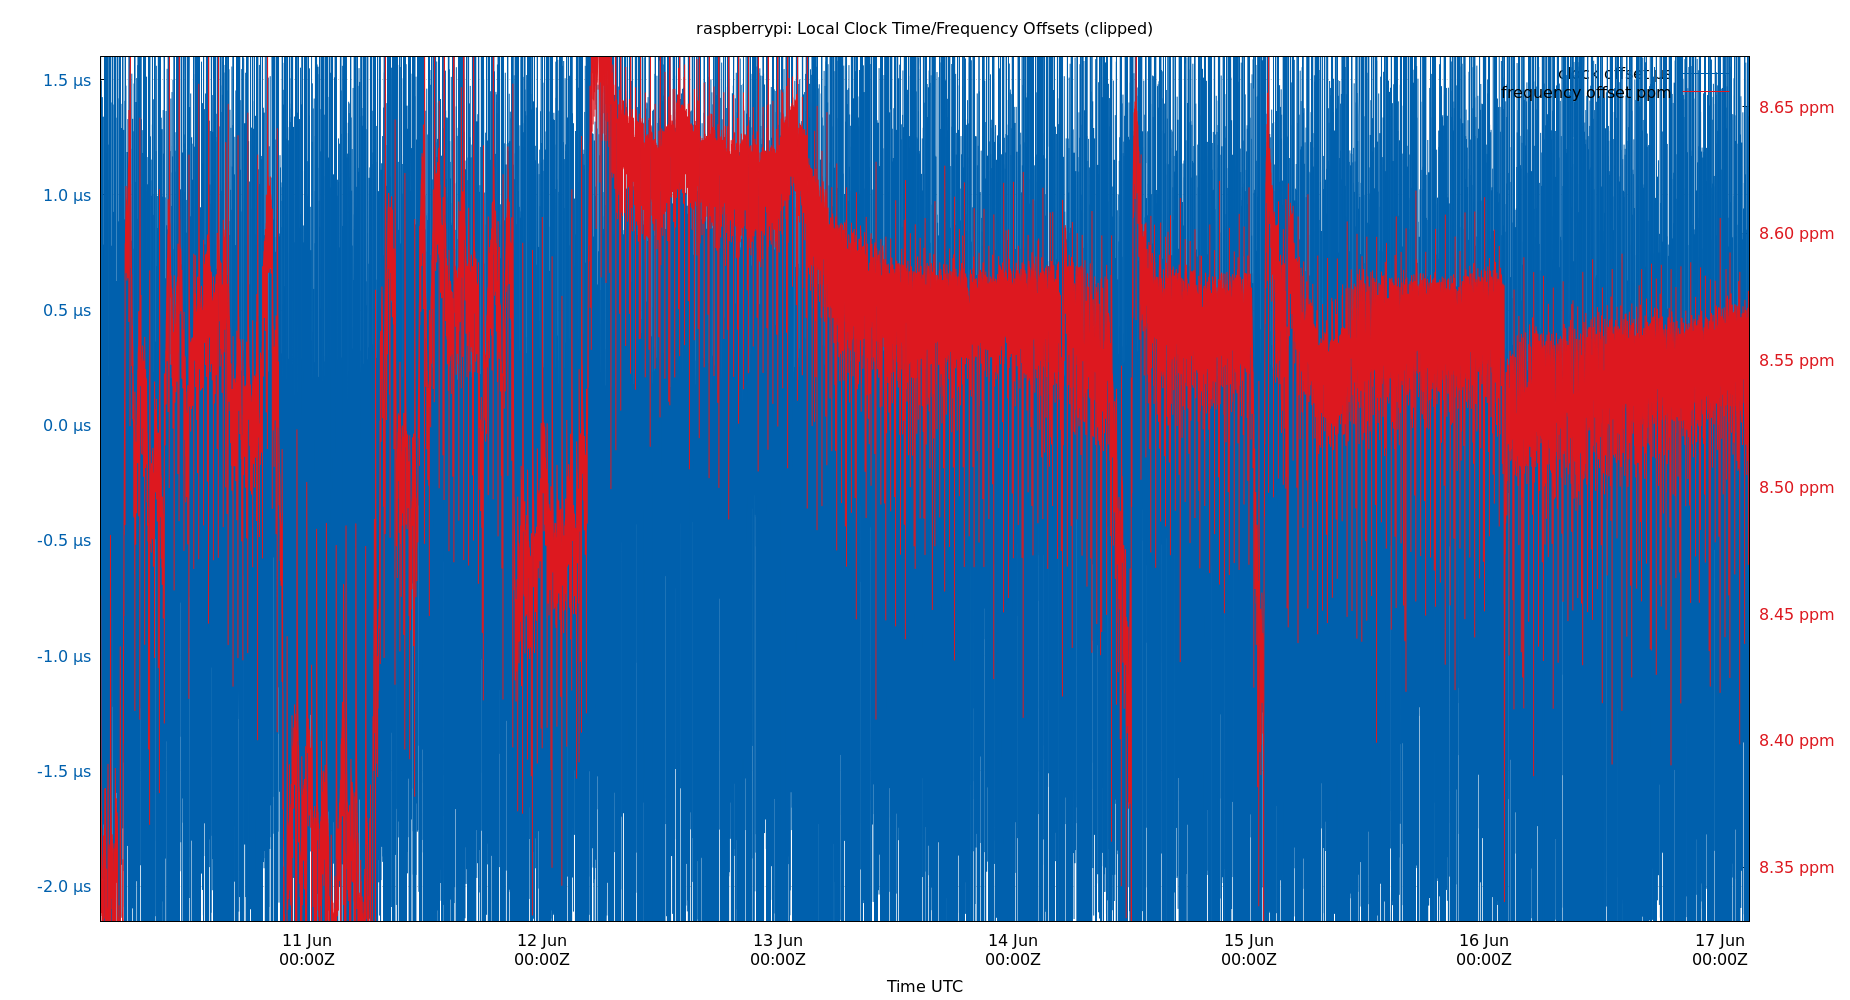 raspberrypi: Local Clock Time/Frequency Offsets (clipped)
clock offset µs
frequency offset ppm
1.5 µs
1.0 µs
0.5 µs
0.0 µs
-0.5 µs
-1.0 µs
-1.5 µs
-2.0 µs
8.65 ppm
8.60 ppm
8.55 ppm
8.50 ppm
8.45 ppm
8.40 ppm
8.35 ppm
11 Jun
00:00Z
12 Jun
00:00Z
13 Jun
00:00Z
14 Jun
00:00Z
15 Jun
00:00Z
16 Jun
00:00Z
17 Jun
00:00Z
Time UTC